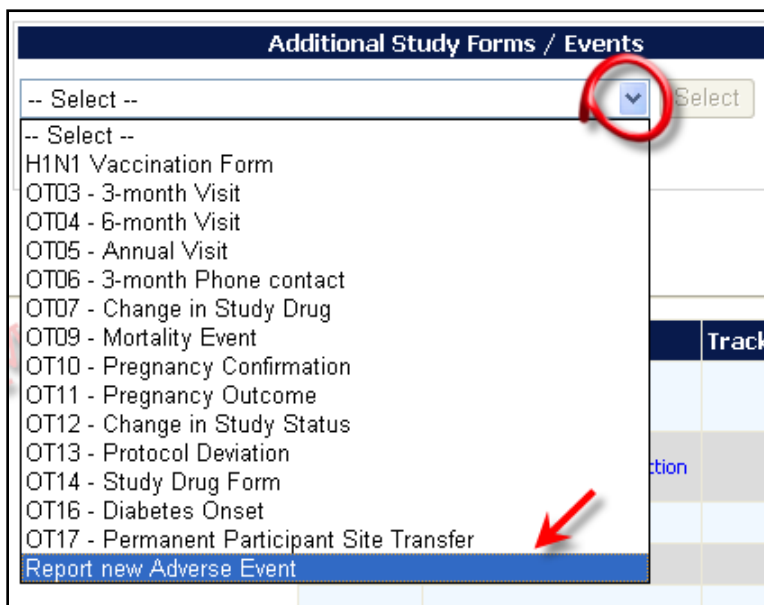 Additional Study Forms / Events
-- Select --
Select
-- Select --
H1N1 Vaccination Form
OT03 - 3-month Visit
OT04 - 6-month Visit
OT05 - Annual Visit
OT06 - 3-month Phone contact
OT07 - Change in Study Drug
OT09 - Mortality Event
OT10 - Pregnancy Confirmation
OT11 - Pregnancy Outcome
OT12 - Change in Study Status
OT13 - Protocol Deviation
OT14 - Study Drug Form
OT16 - Diabetes Onset
OT17 - Permanent Participant Site Transfer
Report new Adverse Event
Track
ction